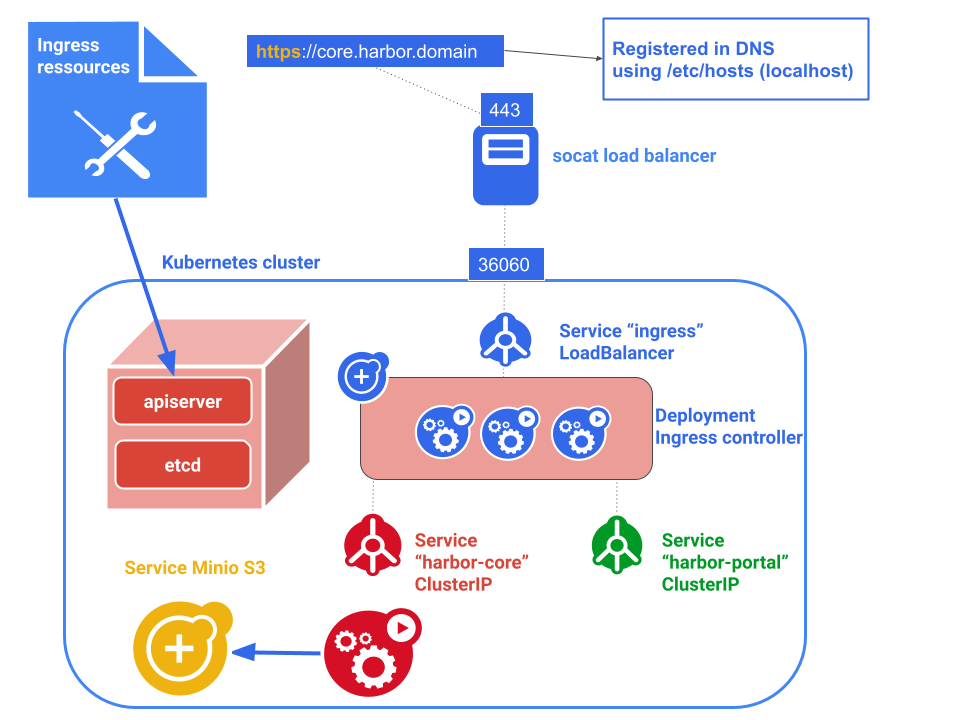 Ingress
ressources
https://core.harbor.domain
Registered in DNS
using /etc/hosts (localhost)
443
socat load balancer
Kubernetes cluster
36060
Service “ingress”
LoadBalancer
apiserver
etcd
Deployment
Ingress controller
Service
“harbor-core”
ClusterIP
Service
“harbor-portal”
ClusterIP
Service Minio S3